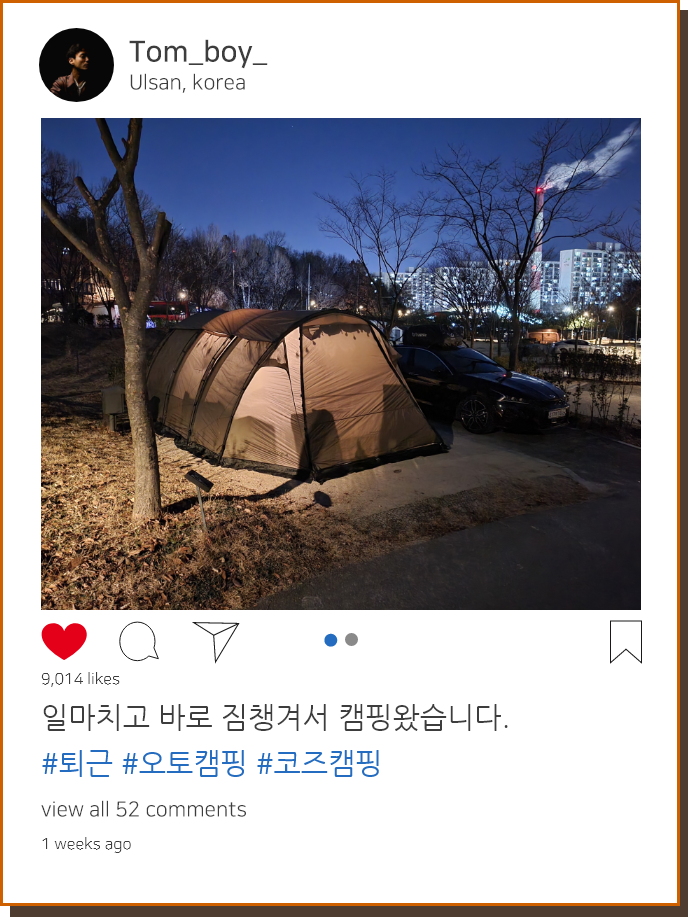 Tom_boy_
Ulsan, korea
9,014 likes
일마치고 바로 짐챙겨서 캠핑왔습니다.
#퇴근 #오토캠핑 #코즈캠핑
view all 52 comments
1 weeks ago